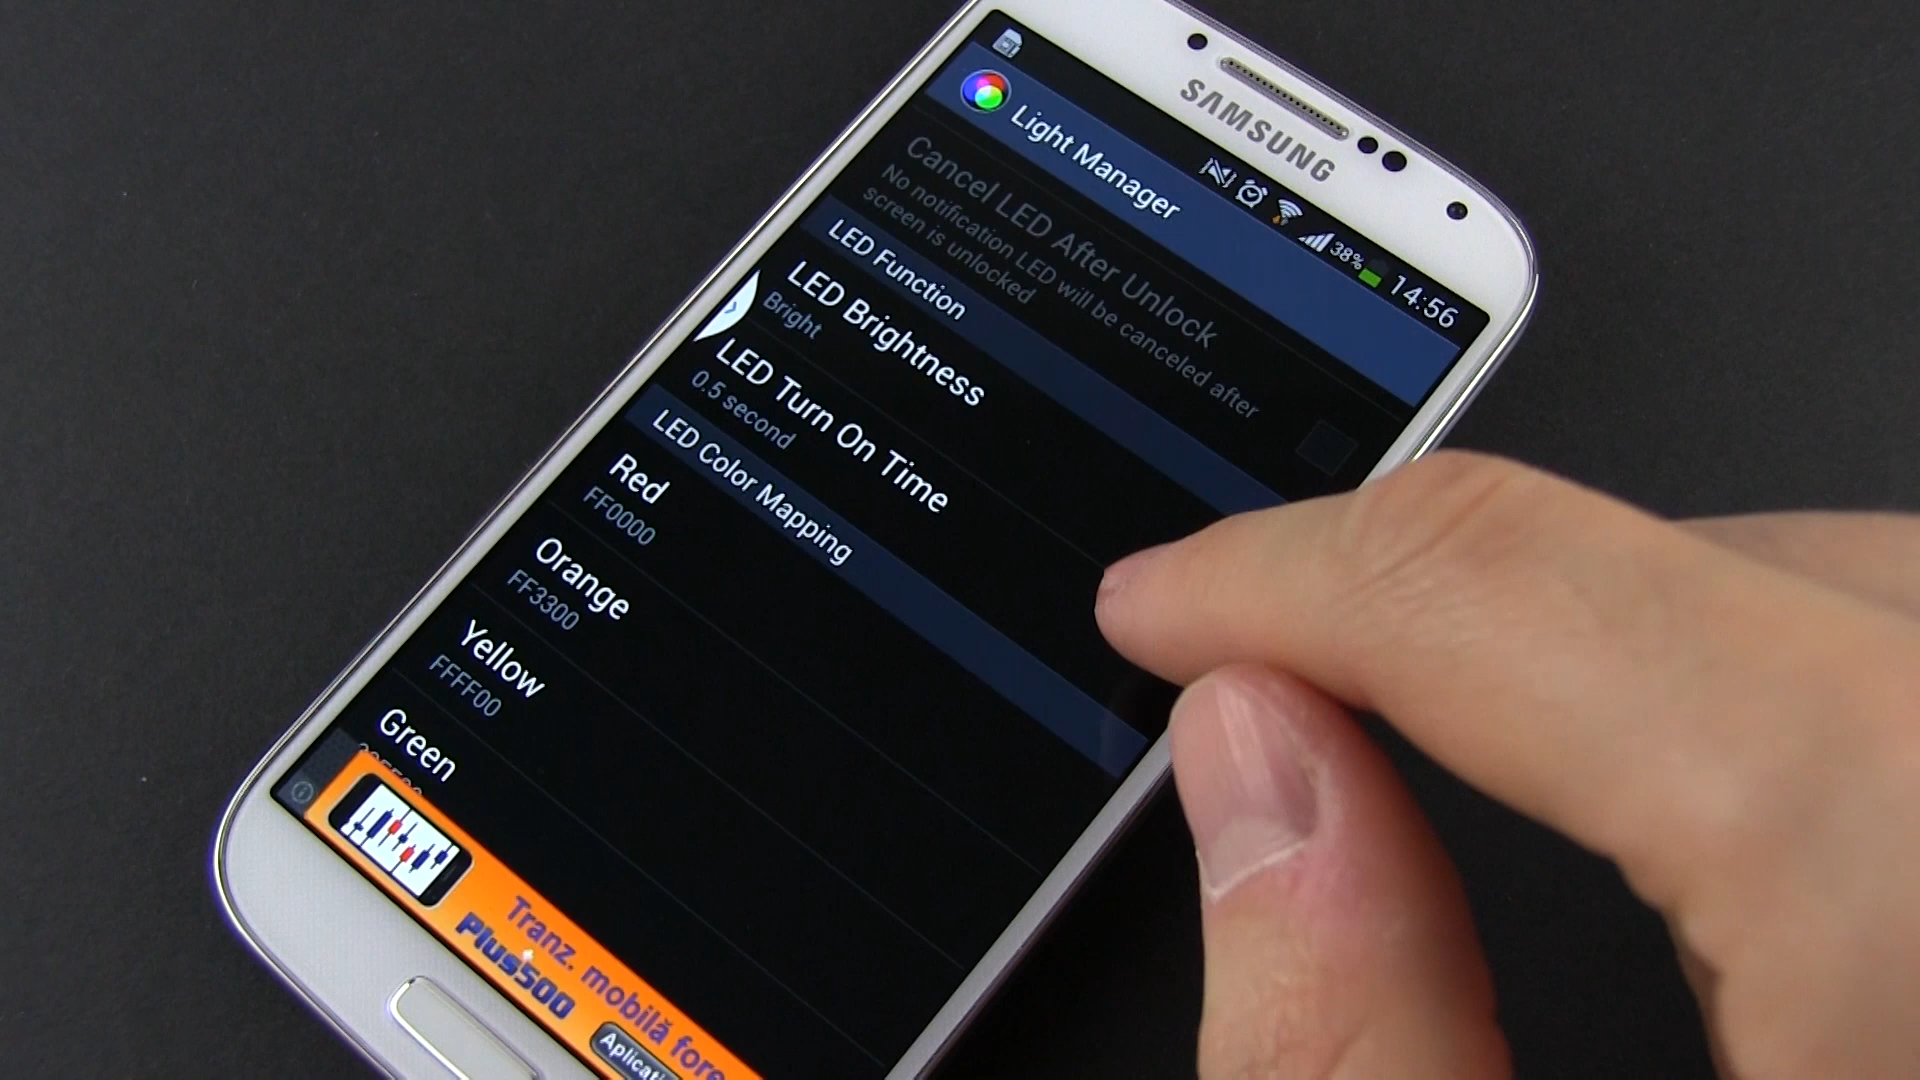 SAMSUNG
38% 14:56
Light Manager
Cancel LED After Unlock
No notification LED will be canceled after
screen is unlocked
LED Function
LED Brightness
Bright
LED Turn On Time
0.5 second
LED Color Mapping
Red
FF0000
Orange
FF3300
Yellow
FFFF00
Green
Tranz. mobilă
Plus500